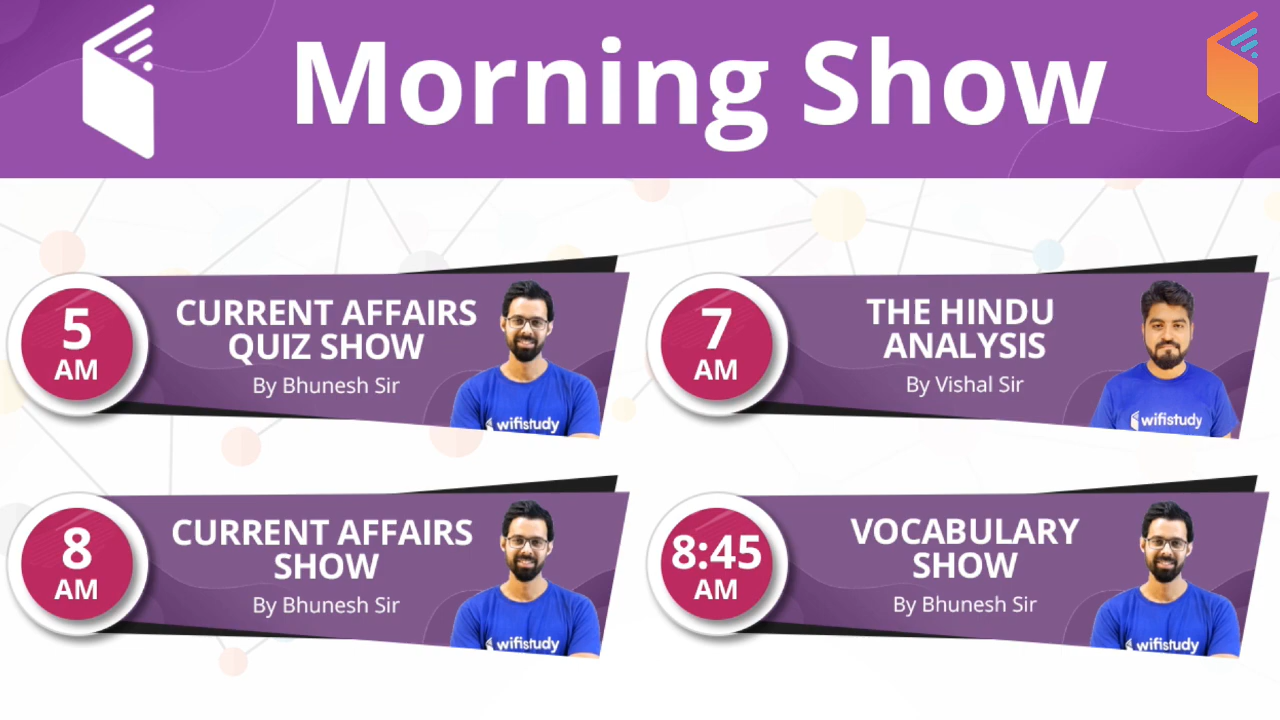 Morning Show
5
AM
CURRENT AFFAIRS
QUIZ SHOW
By Bhunesh Sir
wifistudy
7
AM
THE HINDU
ANALYSIS
By Vishal Sir
wifistudy
8
AM
CURRENT AFFAIRS
SHOW
By Bhunesh Sir
wifistudy
8:45
AM
VOCABULARY
SHOW
By Bhunesh Sir
wifistudy